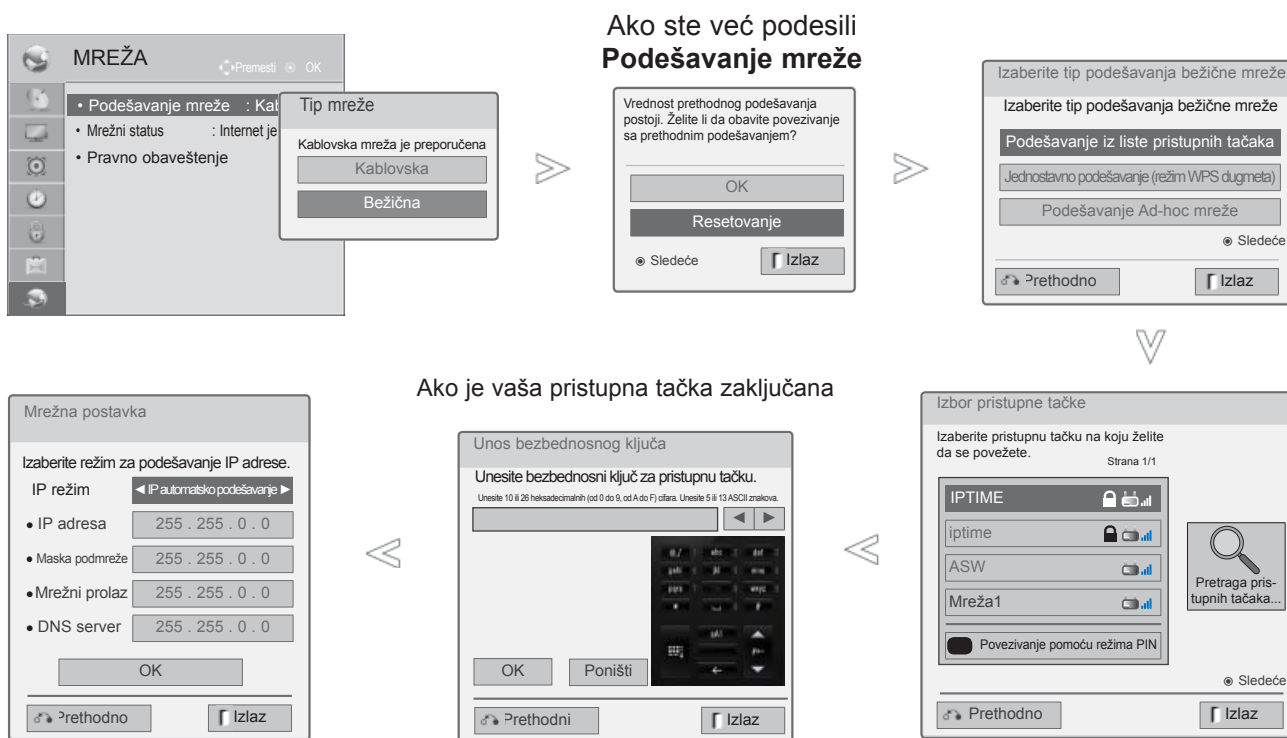 MREŽA
Premesti OK
• Podešavanje mreže : Kab
• Mrežni status : Internet je
• Pravno obaveštenje
Tip mreže
Kablovska mreža je preporučena
Kablovska
Bežična
Ako ste već podesili
Podešavanje mreže
Vrednost prethodnog podešavanja
postoji. Želite li da obavite povezivanje
sa prethodnim podešavanjem?
OK
Resetovanje
Sledeće
Izlaz
Izaberite tip podešavanja bežične mreže
Izaberite tip podešavanja bežične mreže
Podešavanje iz liste pristupnih tačaka
Jednostavno podešavanje (režim WPS dugmeta)
Podešavanje Ad-hoc mreže
Sledeće
Prethodno
Izlaz
Izbor pristupne tačke
Izaberite pristupnu tačku na koju želite
da se povežete.
Strana 1/1
IPTIME
iptime
ASW
Mreža1
Povezivanje pomoću režima PIN
Pretraga pris-
tupnih tačaka...
Sledeće
Prethodno
Izlaz
Ako je vaša pristupna tačka zaključana
Unos bezbednosnog ključa
Unesite bezbednosni ključ za pristupnu tačku.
Unesite 10 ili 26 heksadecimalnih (od 0 do 9, od A do F) cifara. Unesite 5 ili 13 ASCII znakova.
◄ ►
OK
Poništi
Prethodni
Izlaz
Mrežna postavka
Izaberite režim za podešavanje IP adrese.
IP režim ◄ IP automatsko podešavanje ►
• IP adresa 255 . 255 . 0 . 0
• Maska podmreže 255 . 255 . 0 . 0
• Mrežni prolaz 255 . 255 . 0 . 0
• DNS server 255 . 255 . 0 . 0
OK
Prethodno
Izlaz